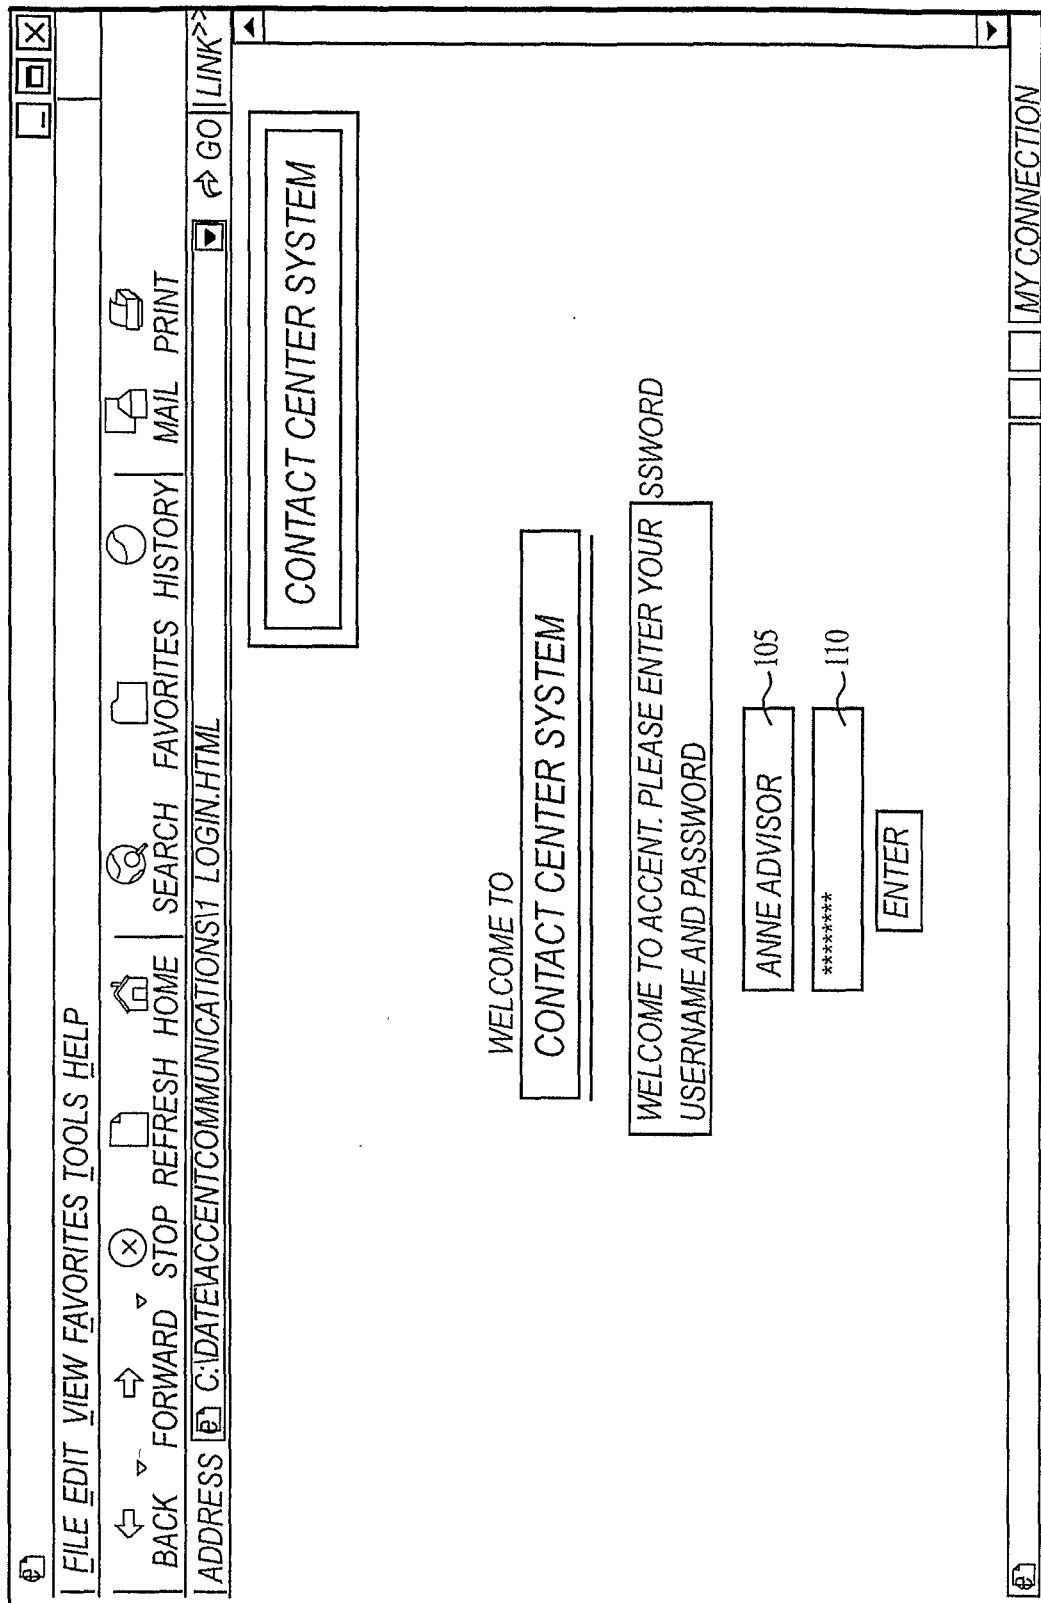 FILE EDIT VIEW FAVORITES TOOLS HELP
BACK FORWARD STOP REFRESH HOME SEARCH FAVORITES HISTORY MAIL PRINT
ADDRESS C:\DATE\ACCENTCOMMUNICATIONS\1 LOGIN.HTML GO LINK>>
CONTACT CENTER SYSTEM
WELCOME TO
CONTACT CENTER SYSTEM
WELCOME TO ACCENT. PLEASE ENTER YOUR SSWORD
USERNAME AND PASSWORD
ANNE ADVISOR 105
******** 110
ENTER
MY CONNECTION